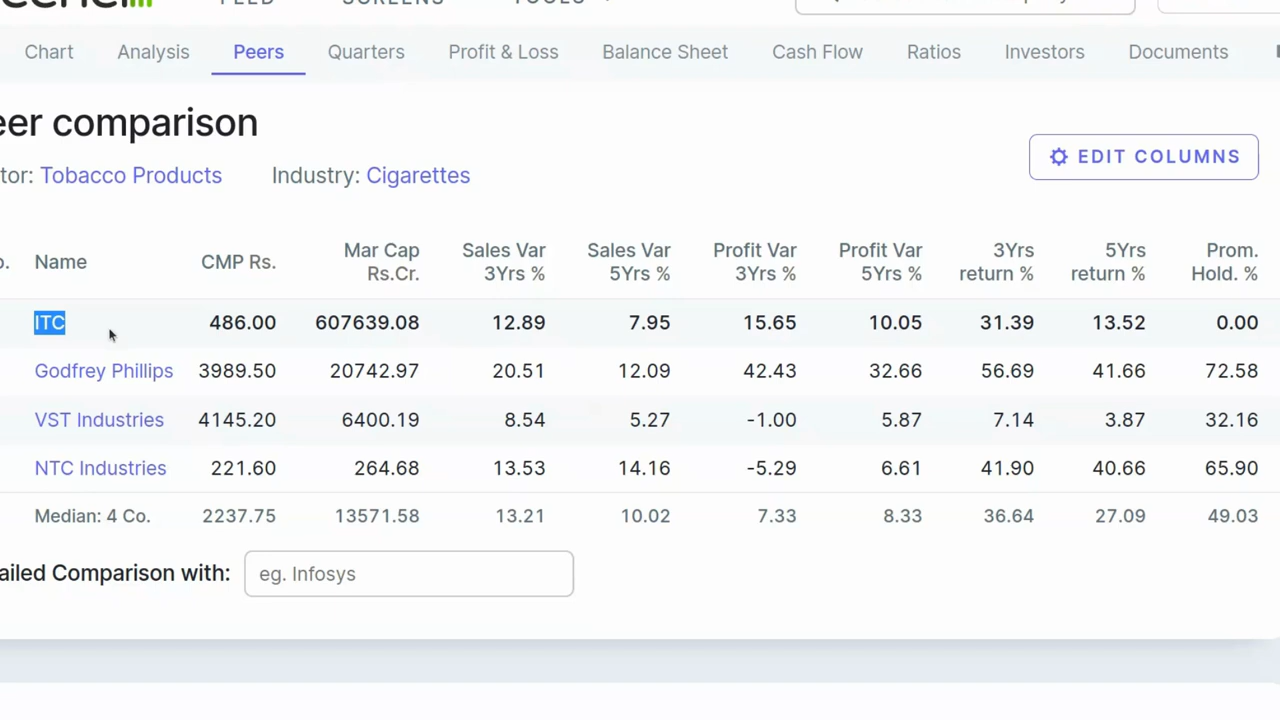 FEED SCREENS TOOLS
Chart Analysis Peers Quarters Profit & Loss Balance Sheet Cash Flow Ratios Investors Documents
eer comparison
EDIT COLUMNS
tor: Tobacco Products Industry: Cigarettes
o. Name CMP Rs. Mar Cap Rs.Cr. Sales Var 3Yrs % Sales Var 5Yrs % Profit Var 3Yrs % Profit Var 5Yrs % 3Yrs return % 5Yrs return % Prom. Hold. %
ITC 486.00 607639.08 12.89 7.95 15.65 10.05 31.39 13.52 0.00
Godfrey Phillips 3989.50 20742.97 20.51 12.09 42.43 32.66 56.69 41.66 72.58
VST Industries 4145.20 6400.19 8.54 5.27 -1.00 5.87 7.14 3.87 32.16
NTC Industries 221.60 264.68 13.53 14.16 -5.29 6.61 41.90 40.66 65.90
Median: 4 Co. 2237.75 13571.58 13.21 10.02 7.33 8.33 36.64 27.09 49.03
ailed Comparison with: eg. Infosys